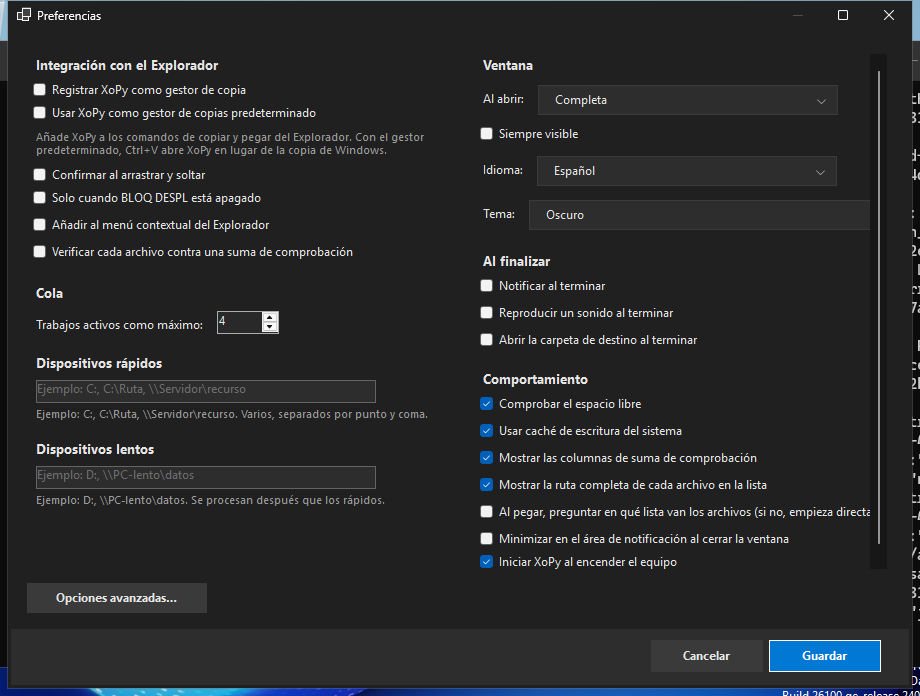 Preferencias
Integración con el Explorador
Registrar XoPy como gestor de copia
Usar XoPy como gestor de copias predeterminado
Añade XoPy a los comandos de copiar y pegar del Explorador. Con el gestor
predeterminado, Ctrl+V abre XoPy en lugar de la copia de Windows.
Confirmar al arrastrar y soltar
Solo cuando BLOQ DESPL está apagado
Añadir al menú contextual del Explorador
Verificar cada archivo contra una suma de comprobación
Cola
Trabajos activos como máximo: 4
Dispositivos rápidos
Ejemplo: C:, C:\Ruta, \\Servidor\recurso
Ejemplo: C:, C:\Ruta, \\Servidor\recurso. Varios, separados por punto y coma.
Dispositivos lentos
Ejemplo: D:, \\PC-lento\datos
Ejemplo: D:, \\PC-lento\datos. Se procesan después que los rápidos.
Opciones avanzadas...
Ventana
Al abrir: Completa
Siempre visible
Idioma: Español
Tema: Oscuro
Al finalizar
Notificar al terminar
Reproducir un sonido al terminar
Abrir la carpeta de destino al terminar
Comportamiento
Comprobar el espacio libre
Usar caché de escritura del sistema
Mostrar las columnas de suma de comprobación
Mostrar la ruta completa de cada archivo en la lista
Al pegar, preguntar en qué lista van los archivos (si no, empieza directa
Minimizar en el área de notificación al cerrar la ventana
Iniciar XoPy al encender el equipo
Cancelar
Guardar